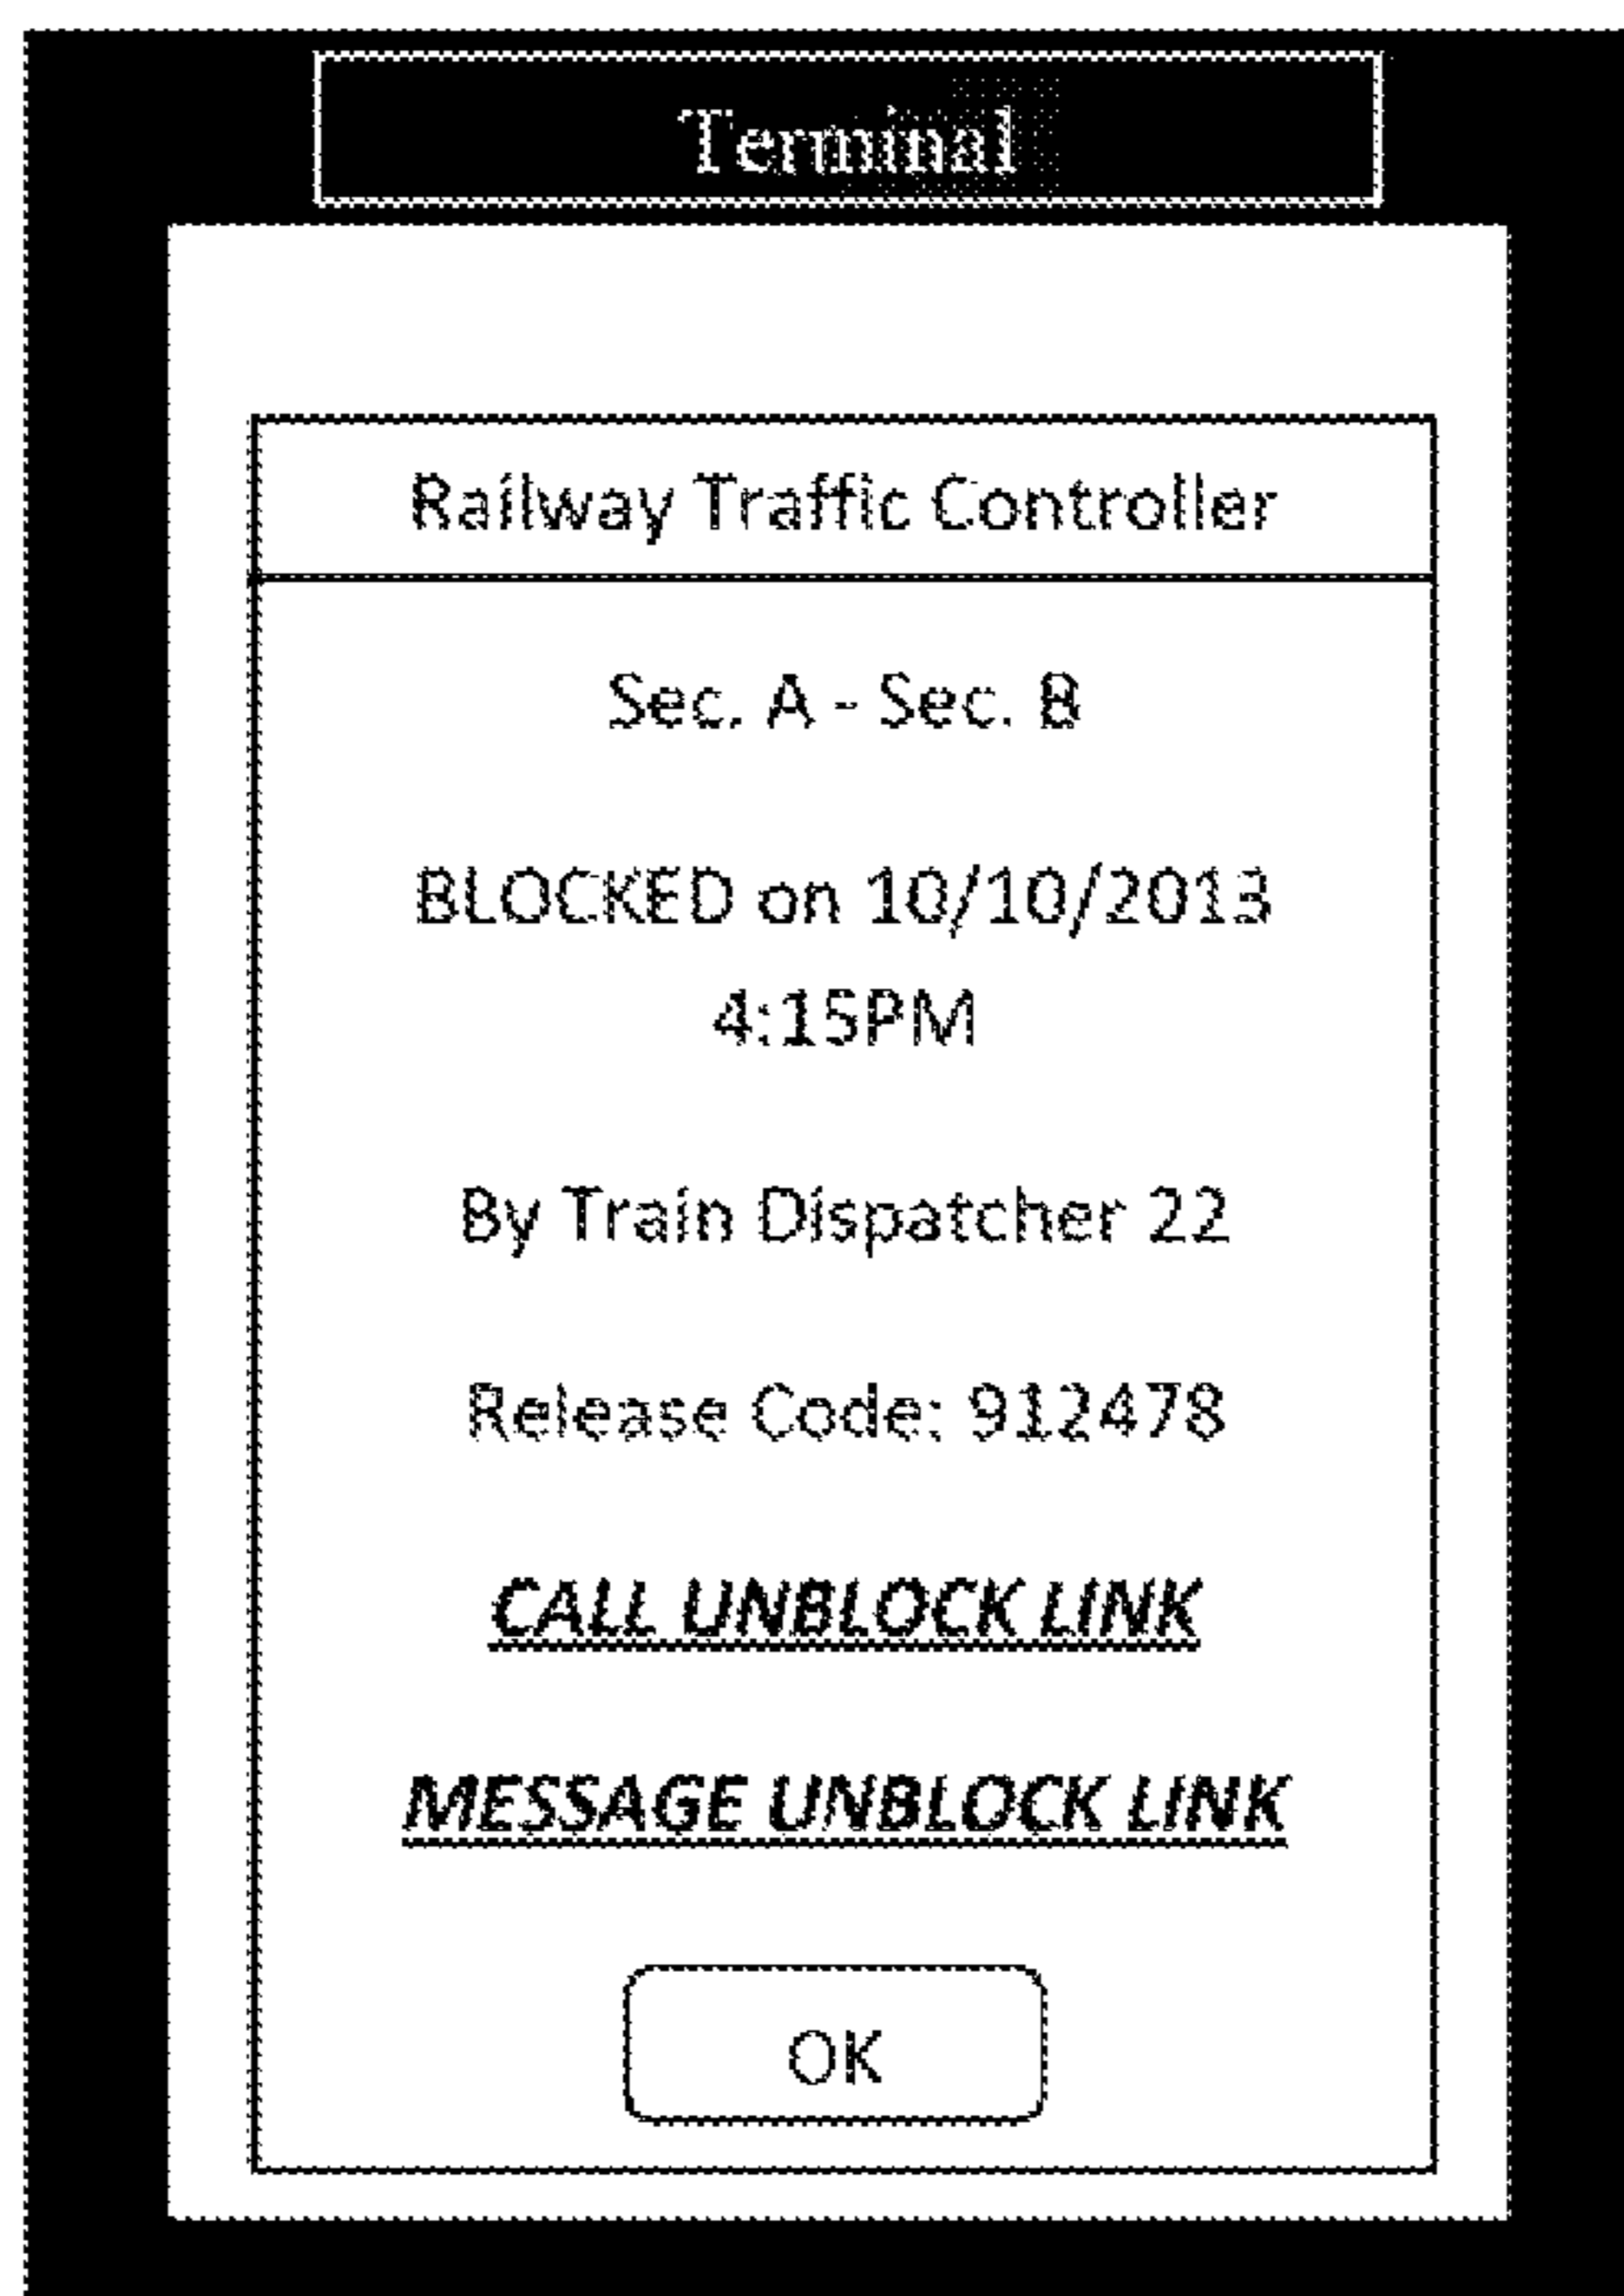 Terminal
Railway Traffic Controller
Sec. A - Sec. B
BLOCKED on 10/10/2013
4:15PM
By Train Dispatcher 22
Release Code: 912478
CALL UNBLOCK LINK
MESSAGE UNBLOCK LINK
OK